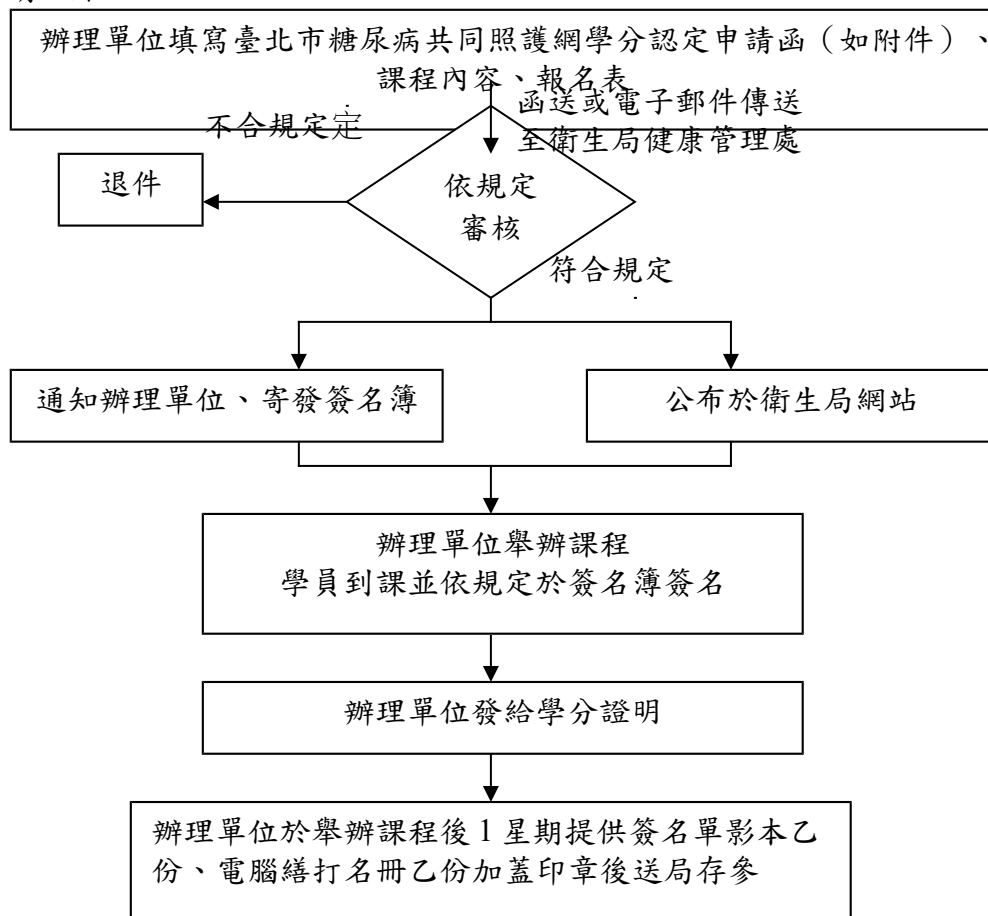 辦理單位填寫臺北市糖尿病共同照護網學分認定申請函（如附件）、
課程內容、報名表
函送或電子郵件傳送
至衛生局健康管理處
不合規定定
退件
依規定
審核
符合規定
通知辦理單位、寄發簽名簿
公布於衛生局網站
辦理單位舉辦課程
學員到課並依規定於簽名簿簽名
辦理單位發給學分證明
辦理單位於舉辦課程後1星期提供簽名單影本乙
份、電腦繕打名冊乙份加蓋印章後送局存參